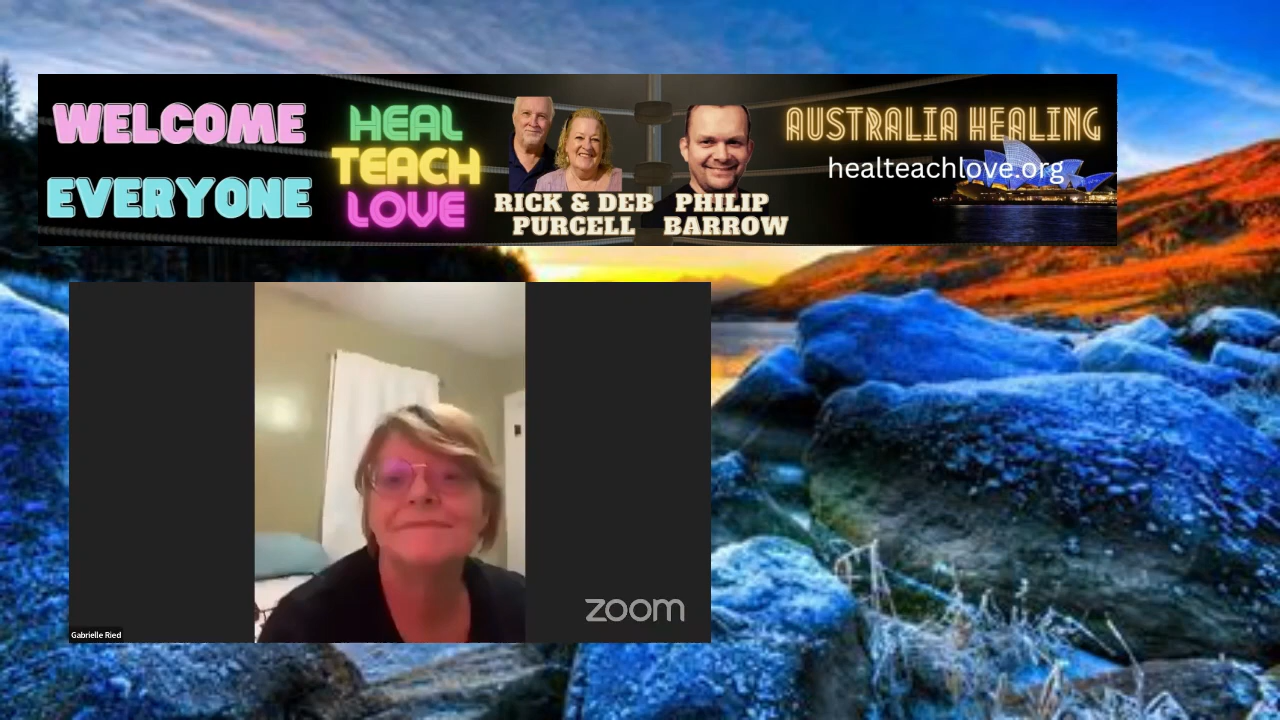 WELCOME
EVERYONE
HEAL
TEACH
LOVE
RICK & DEB
PURCELL
PHILIP
BARROW
AUSTRALIA HEALING
healteachlove.org
Gabrielle Ried
zoom